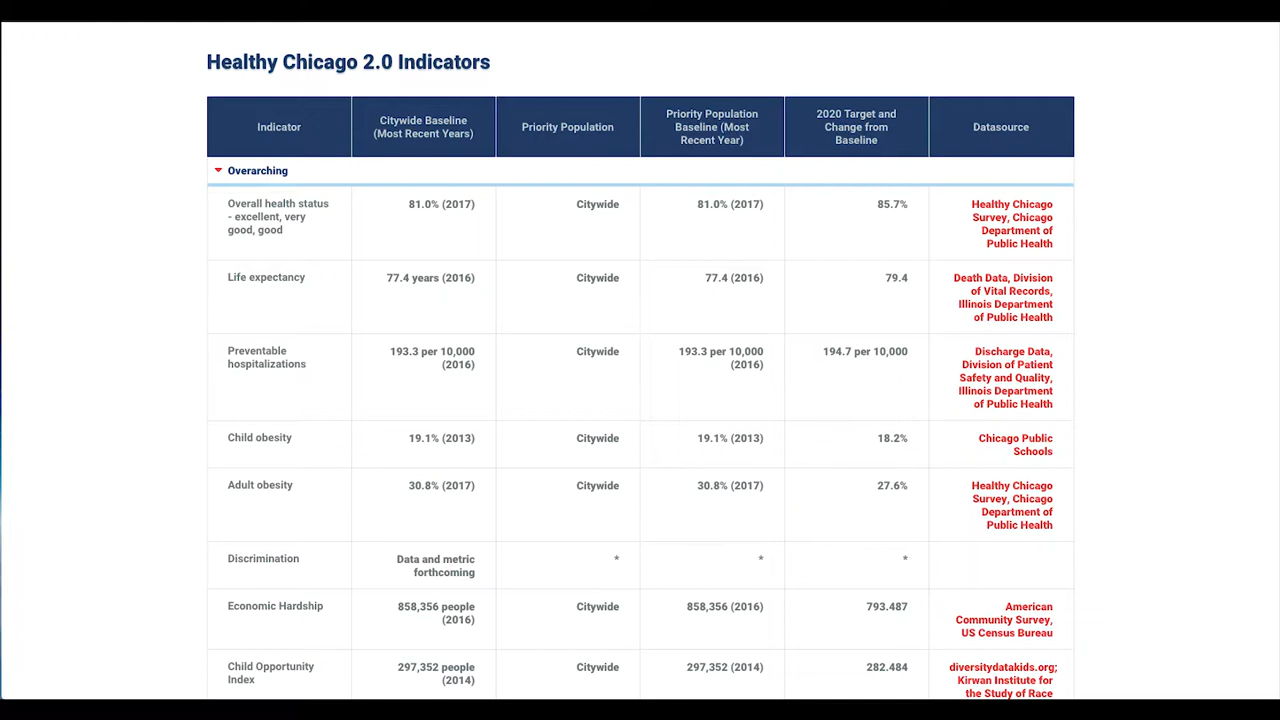 Healthy Chicago 2.0 Indicators
Indicator
Citywide Baseline
(Most Recent Years)
Priority Population
Priority Population
Baseline (Most
Recent Year)
2020 Target and
Change from
Baseline
Datasource
Overarching
Overall health status
- excellent, very
good, good
81.0% (2017)
Citywide
81.0% (2017)
85.7%
Healthy Chicago
Survey, Chicago
Department of
Public Health
Life expectancy
77.4 years (2016)
Citywide
77.4 (2016)
79.4
Death Data, Division
of Vital Records,
Illinois Department
of Public Health
Preventable
hospitalizations
193.3 per 10,000
(2016)
Citywide
193.3 per 10,000
(2016)
194.7 per 10,000
Discharge Data,
Division of Patient
Safety and Quality,
Illinois Department
of Public Health
Child obesity
19.1% (2013)
Citywide
19.1% (2013)
18.2%
Chicago Public
Schools
Adult obesity
30.8% (2017)
Citywide
30.8% (2017)
27.6%
Healthy Chicago
Survey, Chicago
Department of
Public Health
Discrimination
Data and metric
forthcoming
*
*
*
Economic Hardship
858,356 people
(2016)
Citywide
858,356 (2016)
793.487
American
Community Survey,
US Census Bureau
Child Opportunity
Index
297,352 people
(2014)
Citywide
297,352 (2014)
282.484
diversitydatakids.org;
Kirwan Institute for
the Study of Race